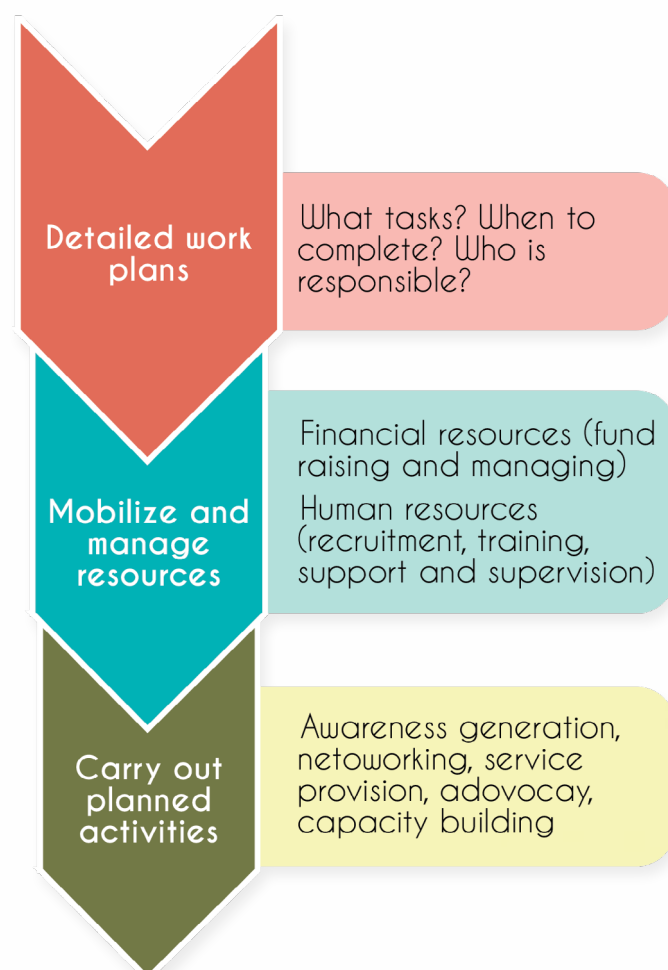 Detailed work
plans
What tasks? When to
complete? Who is
responsible?
Mobilize and
manage
resources
Financial resources (fund
raising and managing)
Human resources
(recruitment, training,
support and supervision)
Carry out
planned
activities
Awareness generation,
netoworking, service
provision, adovocay,
capacity building